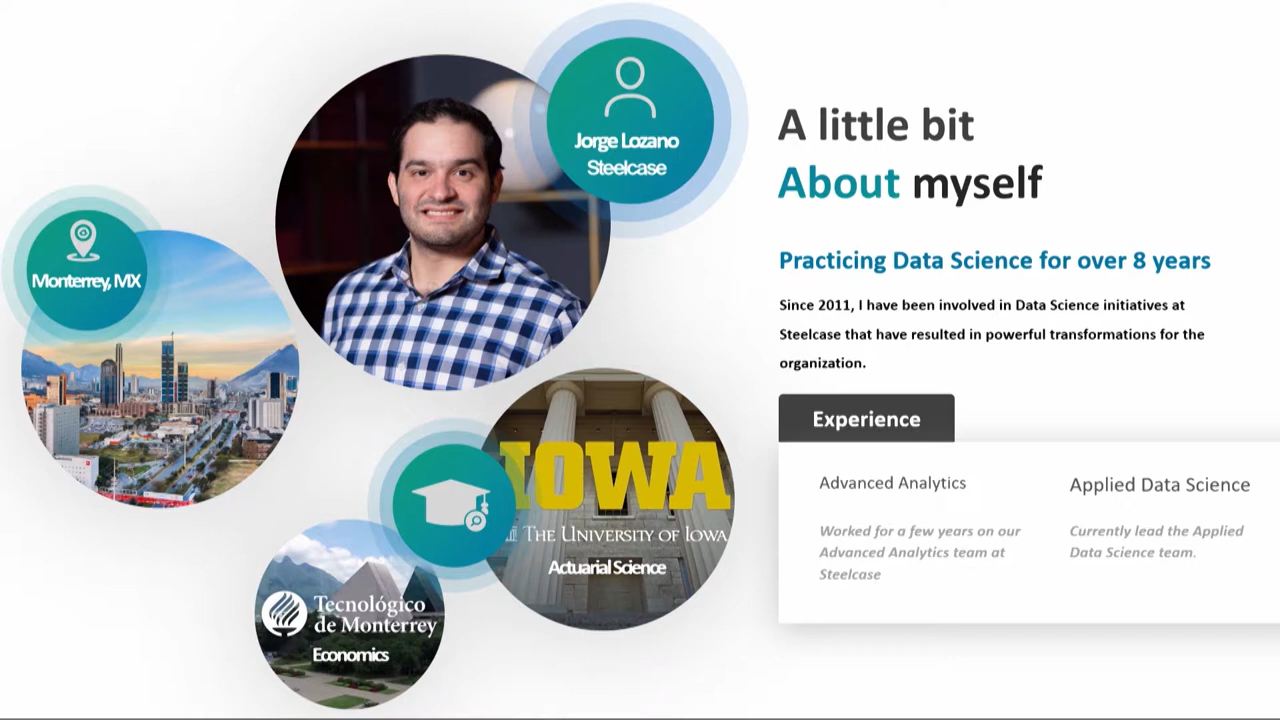 Jorge Lozano
Steelcase
Monterrey, MX
IOWA
THE UNIVERSITY OF IOWA
Actuarial Science
Tecnológico
de Monterrey
Economics
A little bit
About myself
Practicing Data Science for over 8 years
Since 2011, I have been involved in Data Science initiatives at
Steelcase that have resulted in powerful transformations for the
organization.
Experience
Advanced Analytics
Worked for a few years on our
Advanced Analytics team at
Steelcase
Applied Data Science
Currently lead the Applied
Data Science team.